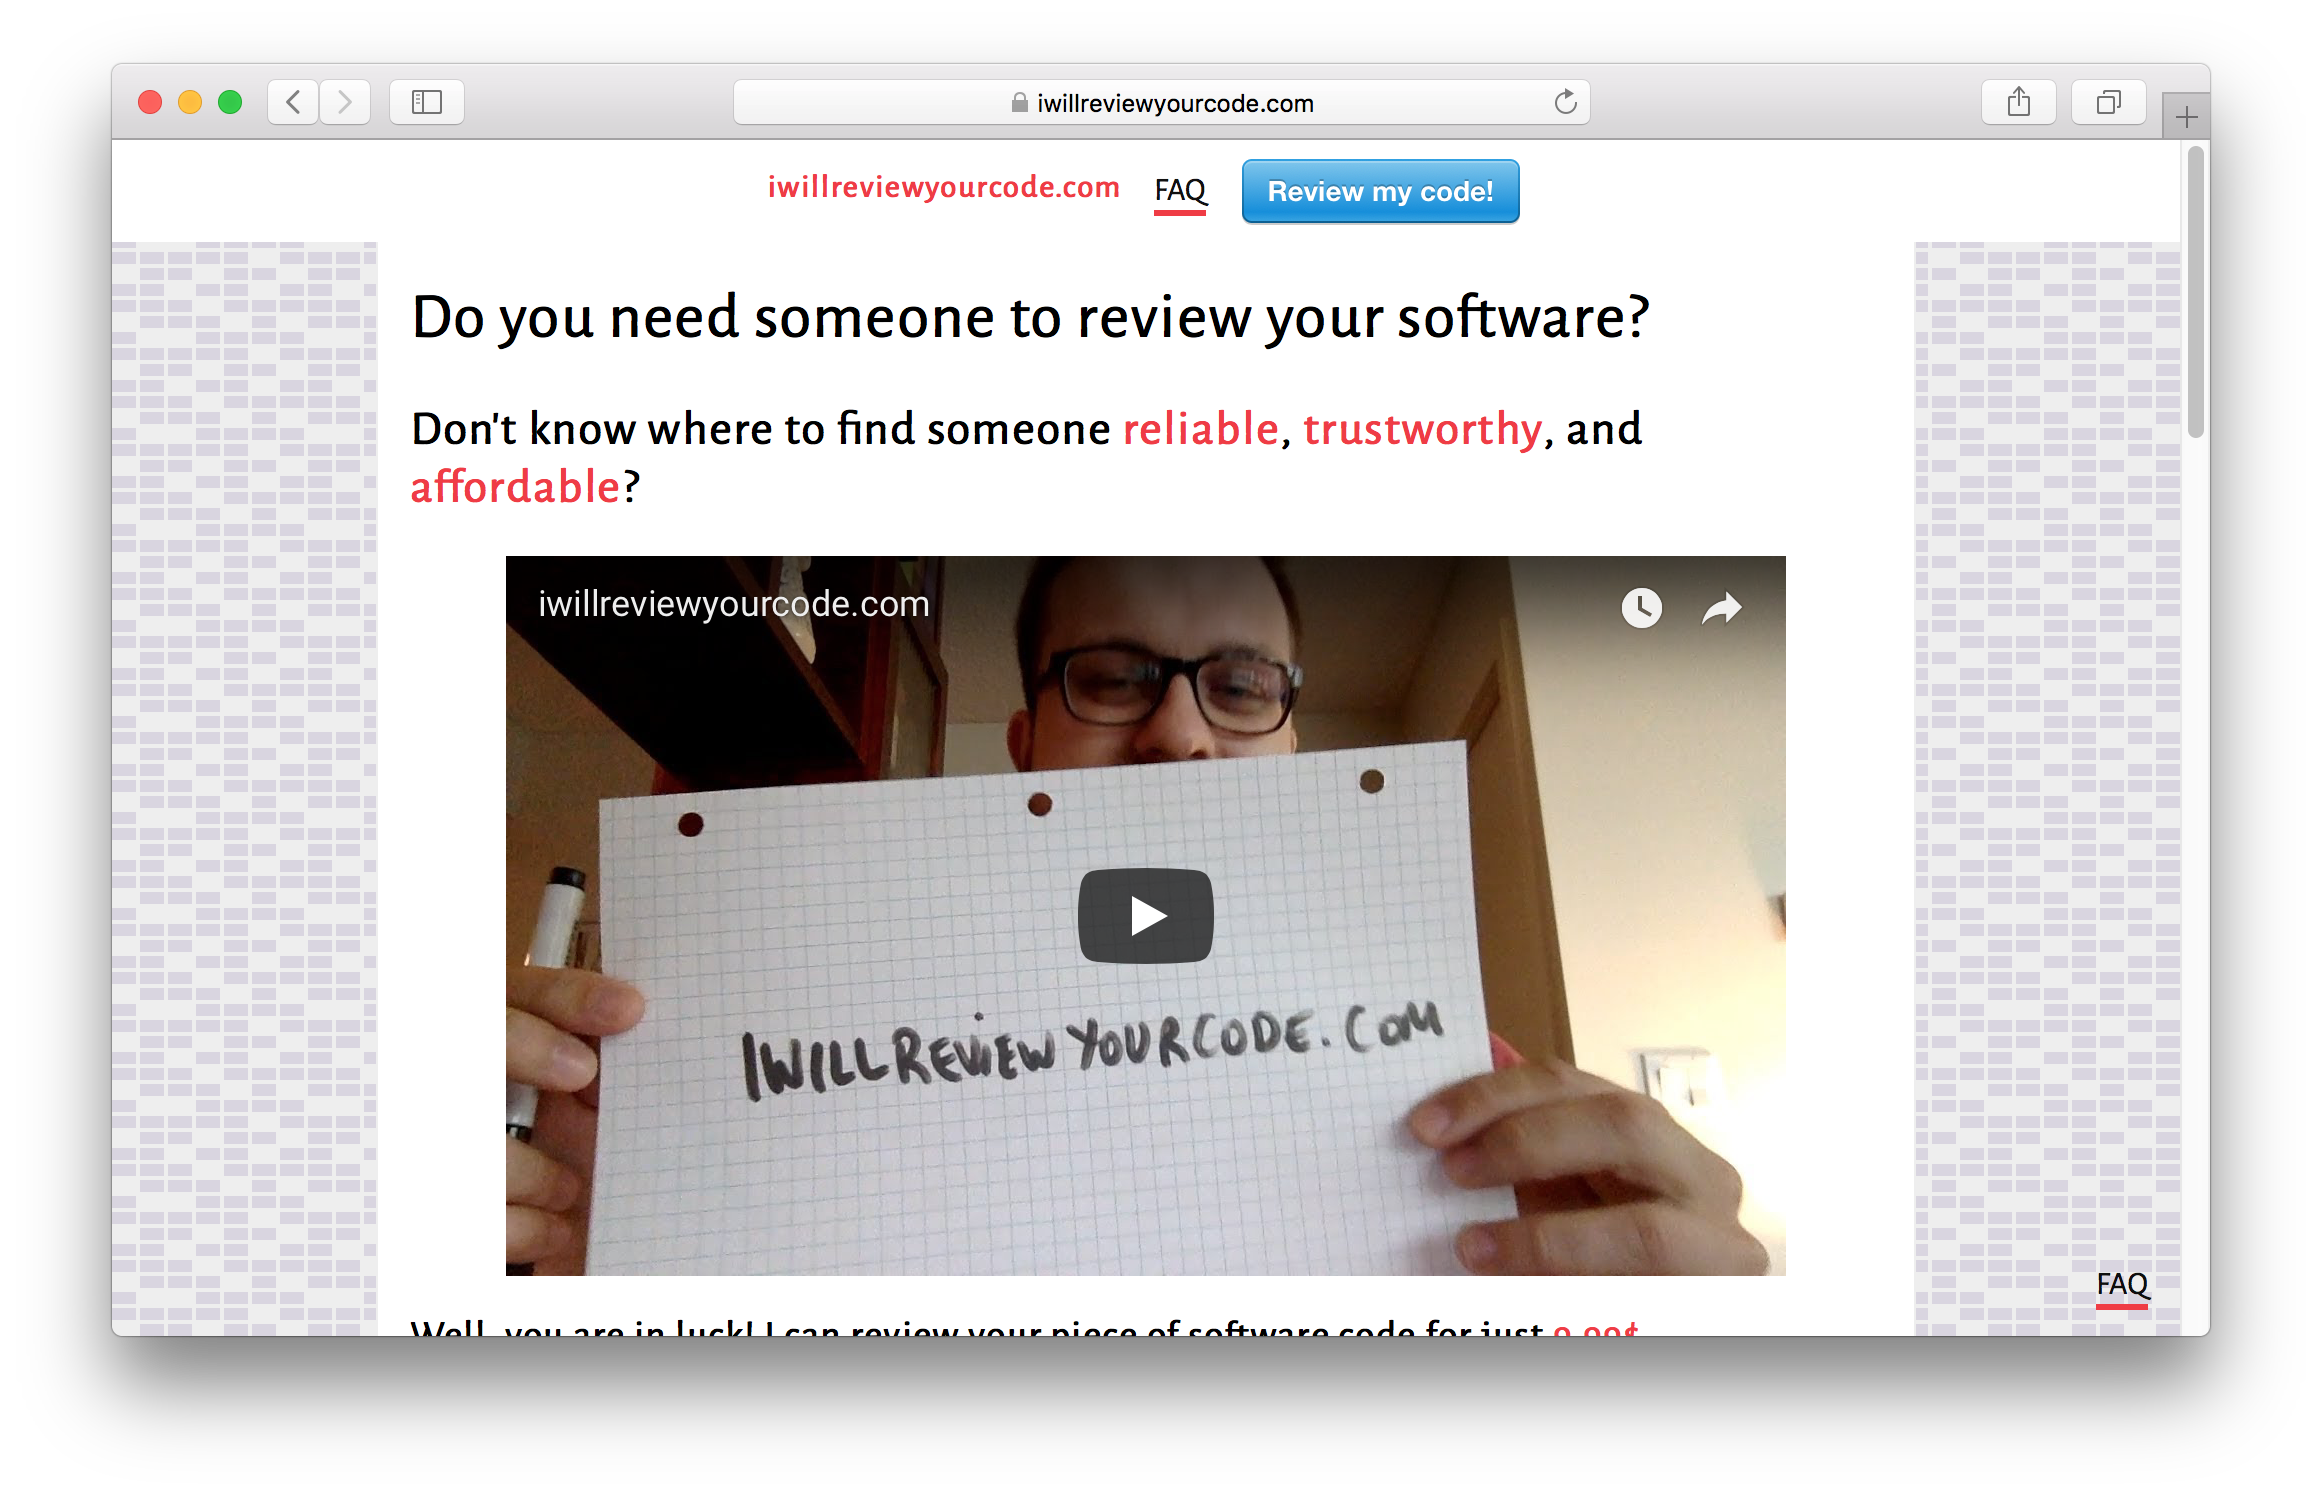 iwillreviewyourcode.com
iwillreviewyourcode.com
FAQ
Review my code!
Do you need someone to review your software?
Don't know where to find someone reliable, trustworthy, and
affordable?
iwillreviewyourcode.com
IWILLREVIEWYOURCODE.COM
FAQ
Well, you are in luck! I can review your piece of software code for just